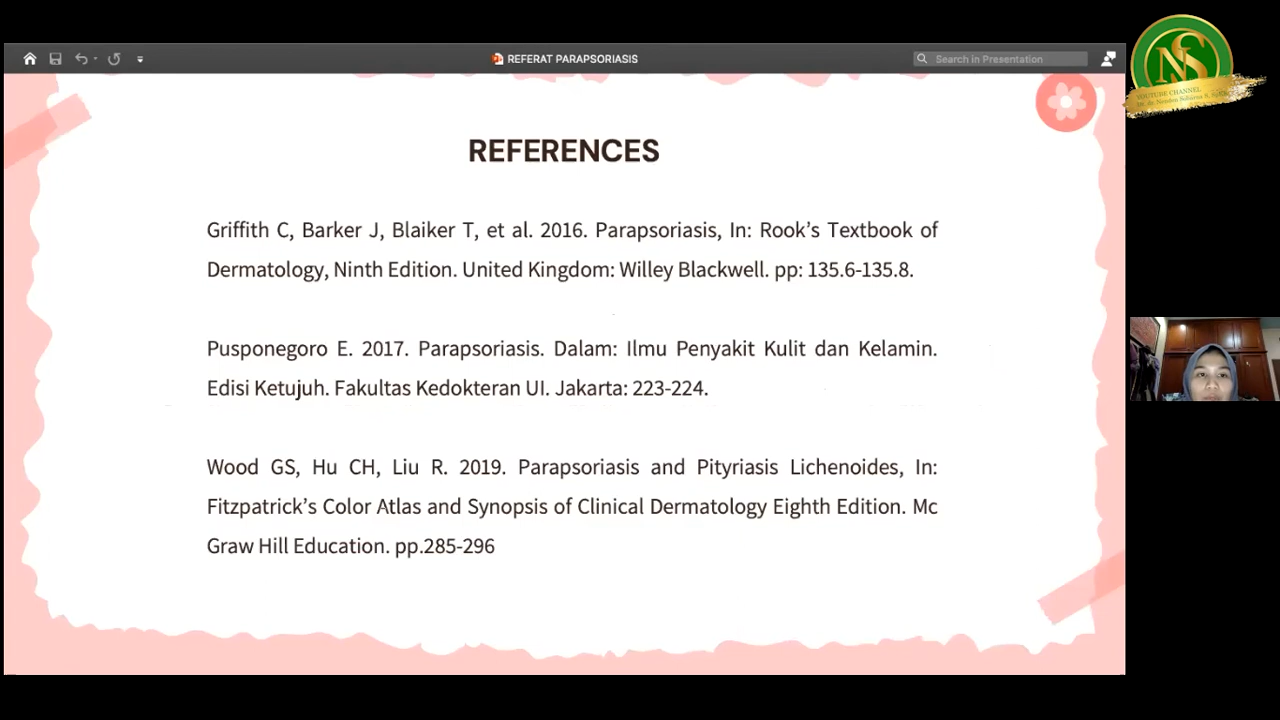 REFERAT PARAPSORIASIS
Search in Presentation
NS
YOUTUBE CHANNEL
REFERENCES
Griffith C, Barker J, Blaiker T, et al. 2016. Parapsoriasis, In: Rook’s Textbook of
Dermatology, Ninth Edition. United Kingdom: Willey Blackwell. pp: 135.6-135.8.
Pusponegoro E. 2017. Parapsoriasis. Dalam: Ilmu Penyakit Kulit dan Kelamin.
Edisi Ketujuh. Fakultas Kedokteran UI. Jakarta: 223-224.
Wood GS, Hu CH, Liu R. 2019. Parapsoriasis and Pityriasis Lichenoides, In:
Fitzpatrick’s Color Atlas and Synopsis of Clinical Dermatology Eighth Edition. Mc
Graw Hill Education. pp.285-296